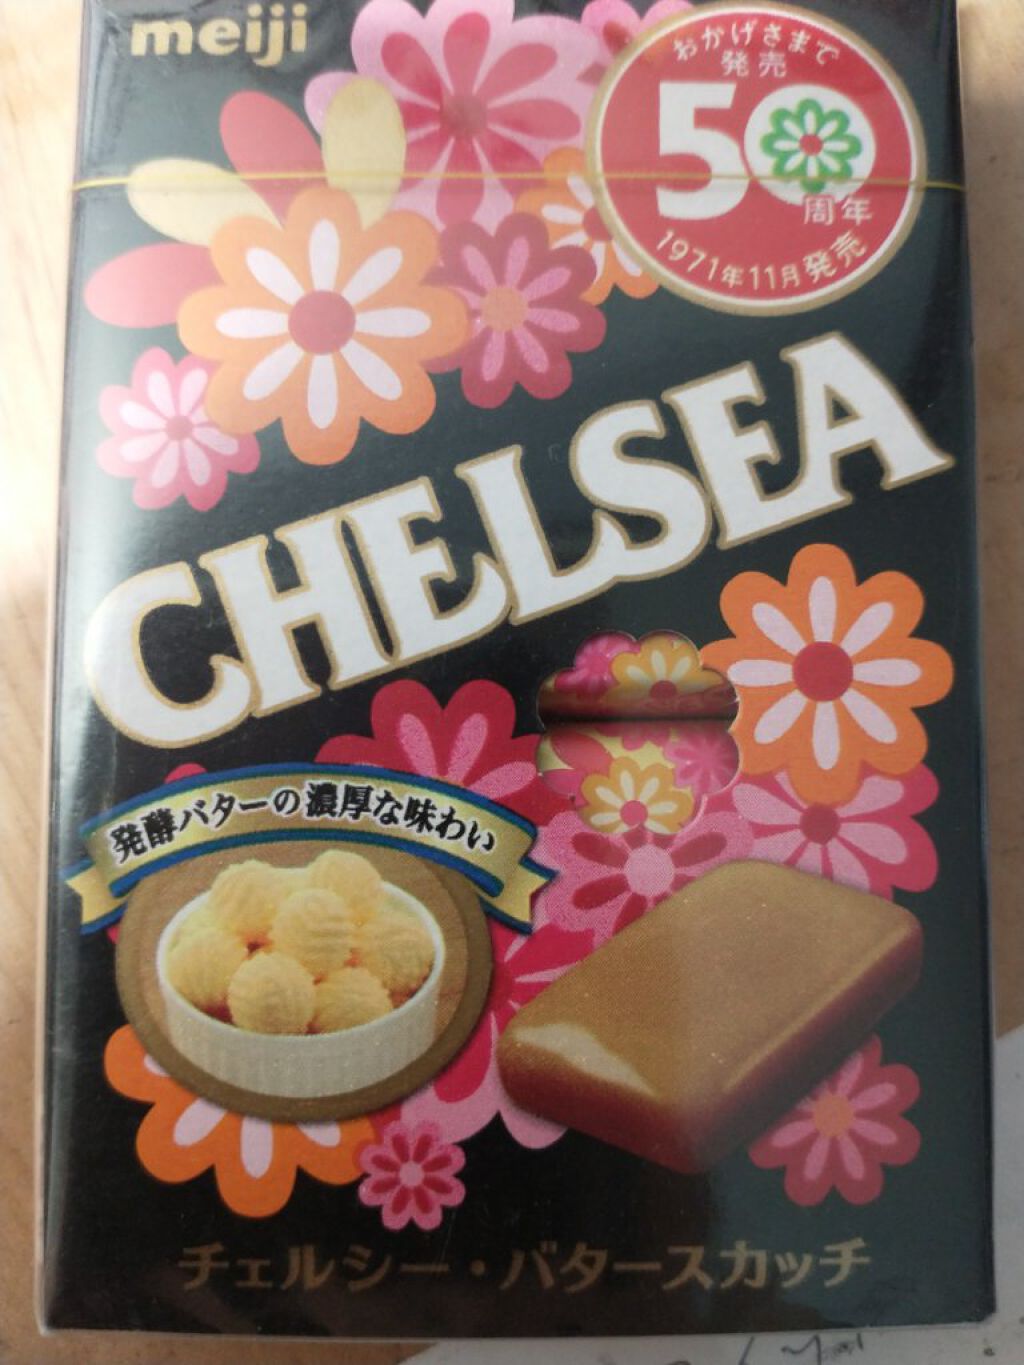 meiji
おかげさまで
発売
50
周年
1971年11月発売
CHELSEA
発酵バターの濃厚な味わい
チェルシー・バタースカッチ